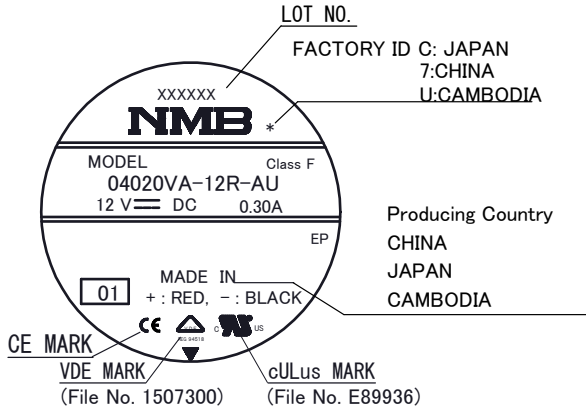 LOT NO.
FACTORY ID C: JAPAN
7:CHINA
U:CAMBODIA
XXXXXX
NMB *
MODEL
Class F
04020VA-12R-AU
12 V DC 0.30A
EP
Producing Country
CHINA
JAPAN
CAMBODIA
MADE IN
01
+ : RED, - : BLACK
CE
C US
CE MARK
VDE MARK
(File No. 1507300)
cULus MARK
(File No. E89936)